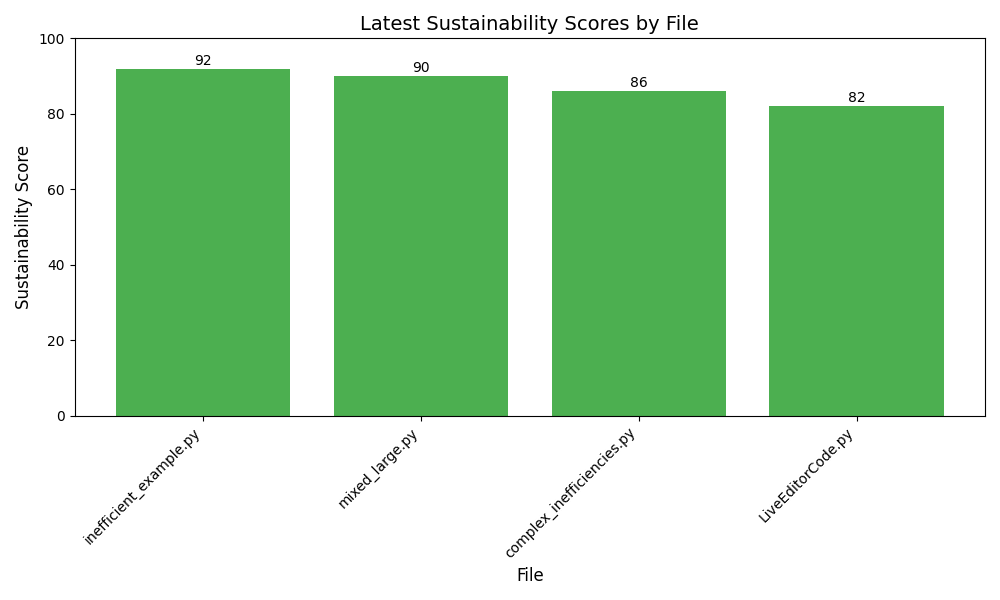 Latest Sustainability Scores by File
Sustainability Score
100
80
60
40
20
0
92
90
86
82
inefficient_example.py
mixed_large.py
complex_inefficiencies.py
LiveEditorCode.py
File